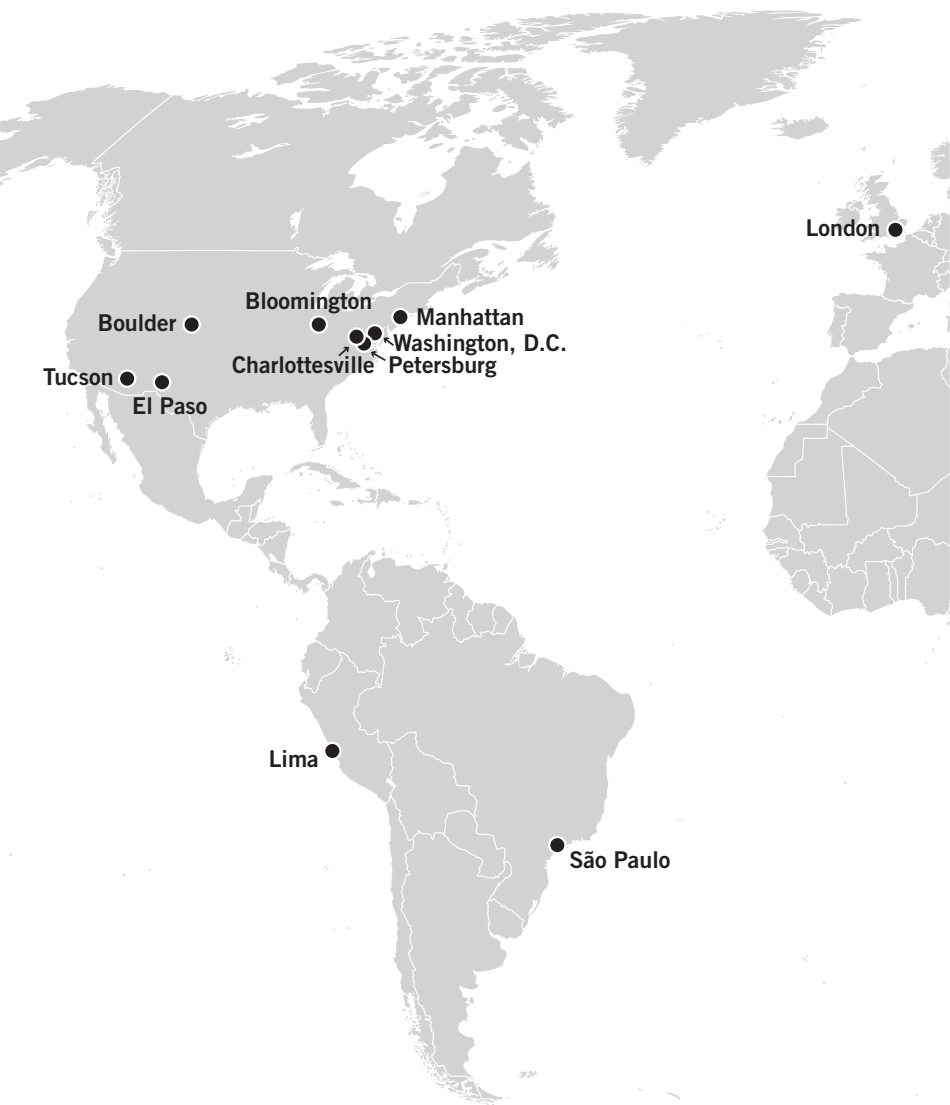 London
Bloomington
Manhattan
Boulder
Washington, D.C.
Charlottesville
Petersburg
Tucson
El Paso
Lima
São Paulo